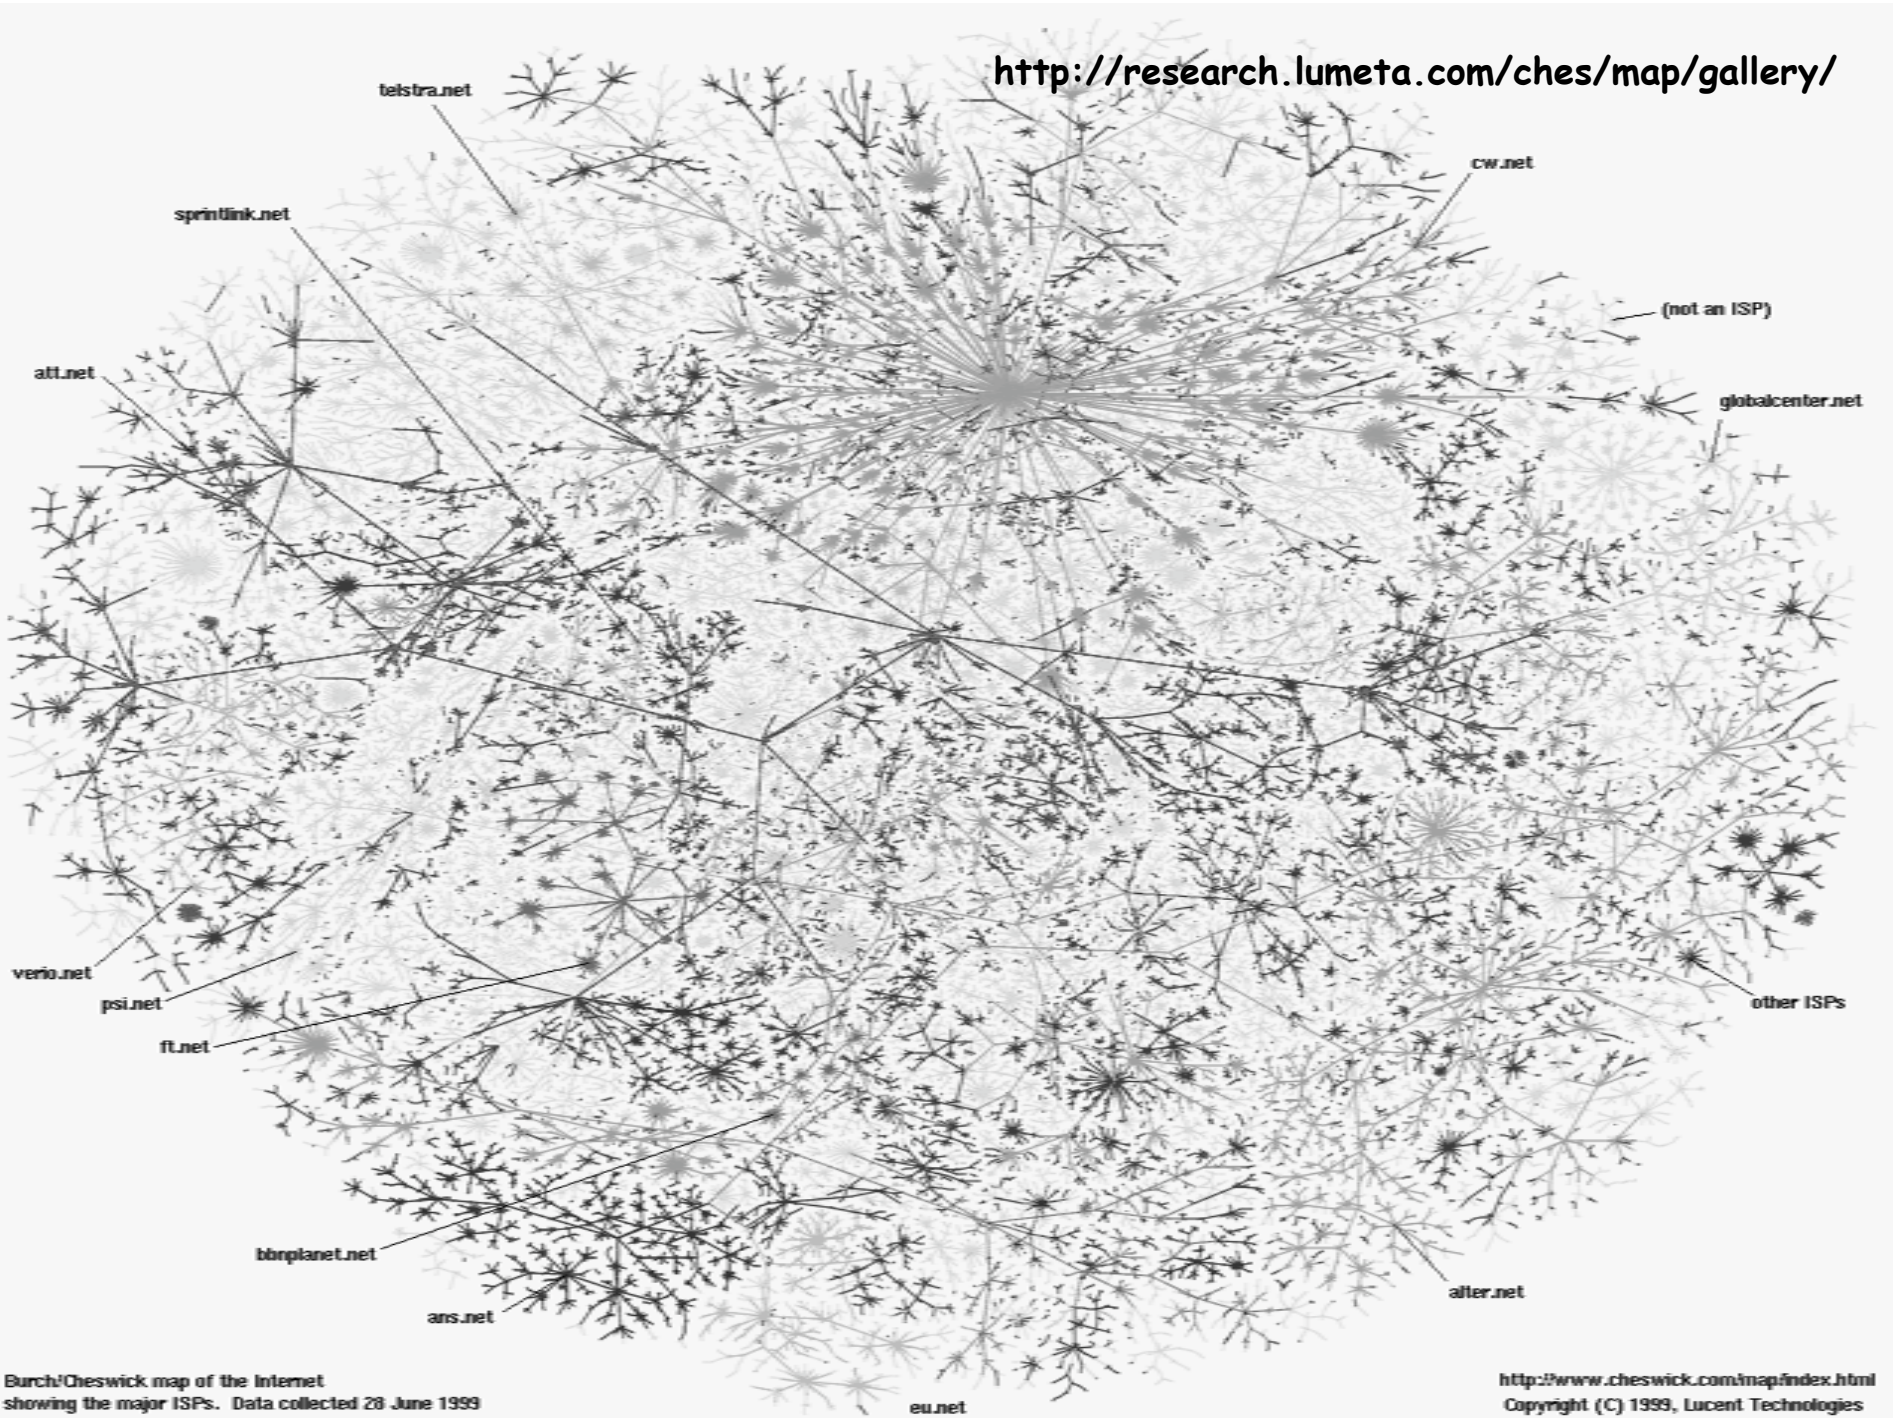 http://research.lumeta.com/ches/map/gallery/
telstra.net
cw.net
sprintlink.net
(not an ISP)
att.net
globalcenter.net
verio.net
psi.net
other ISPs
ft.net
bbnplanet.net
alter.net
ans.net
Burch/Cheswick map of the Internet
showing the major ISPs. Data collected 28 June 1999
eu.net
http://www.cheswick.com/map/index.html
Copyright (C) 1999, Lucent Technologies